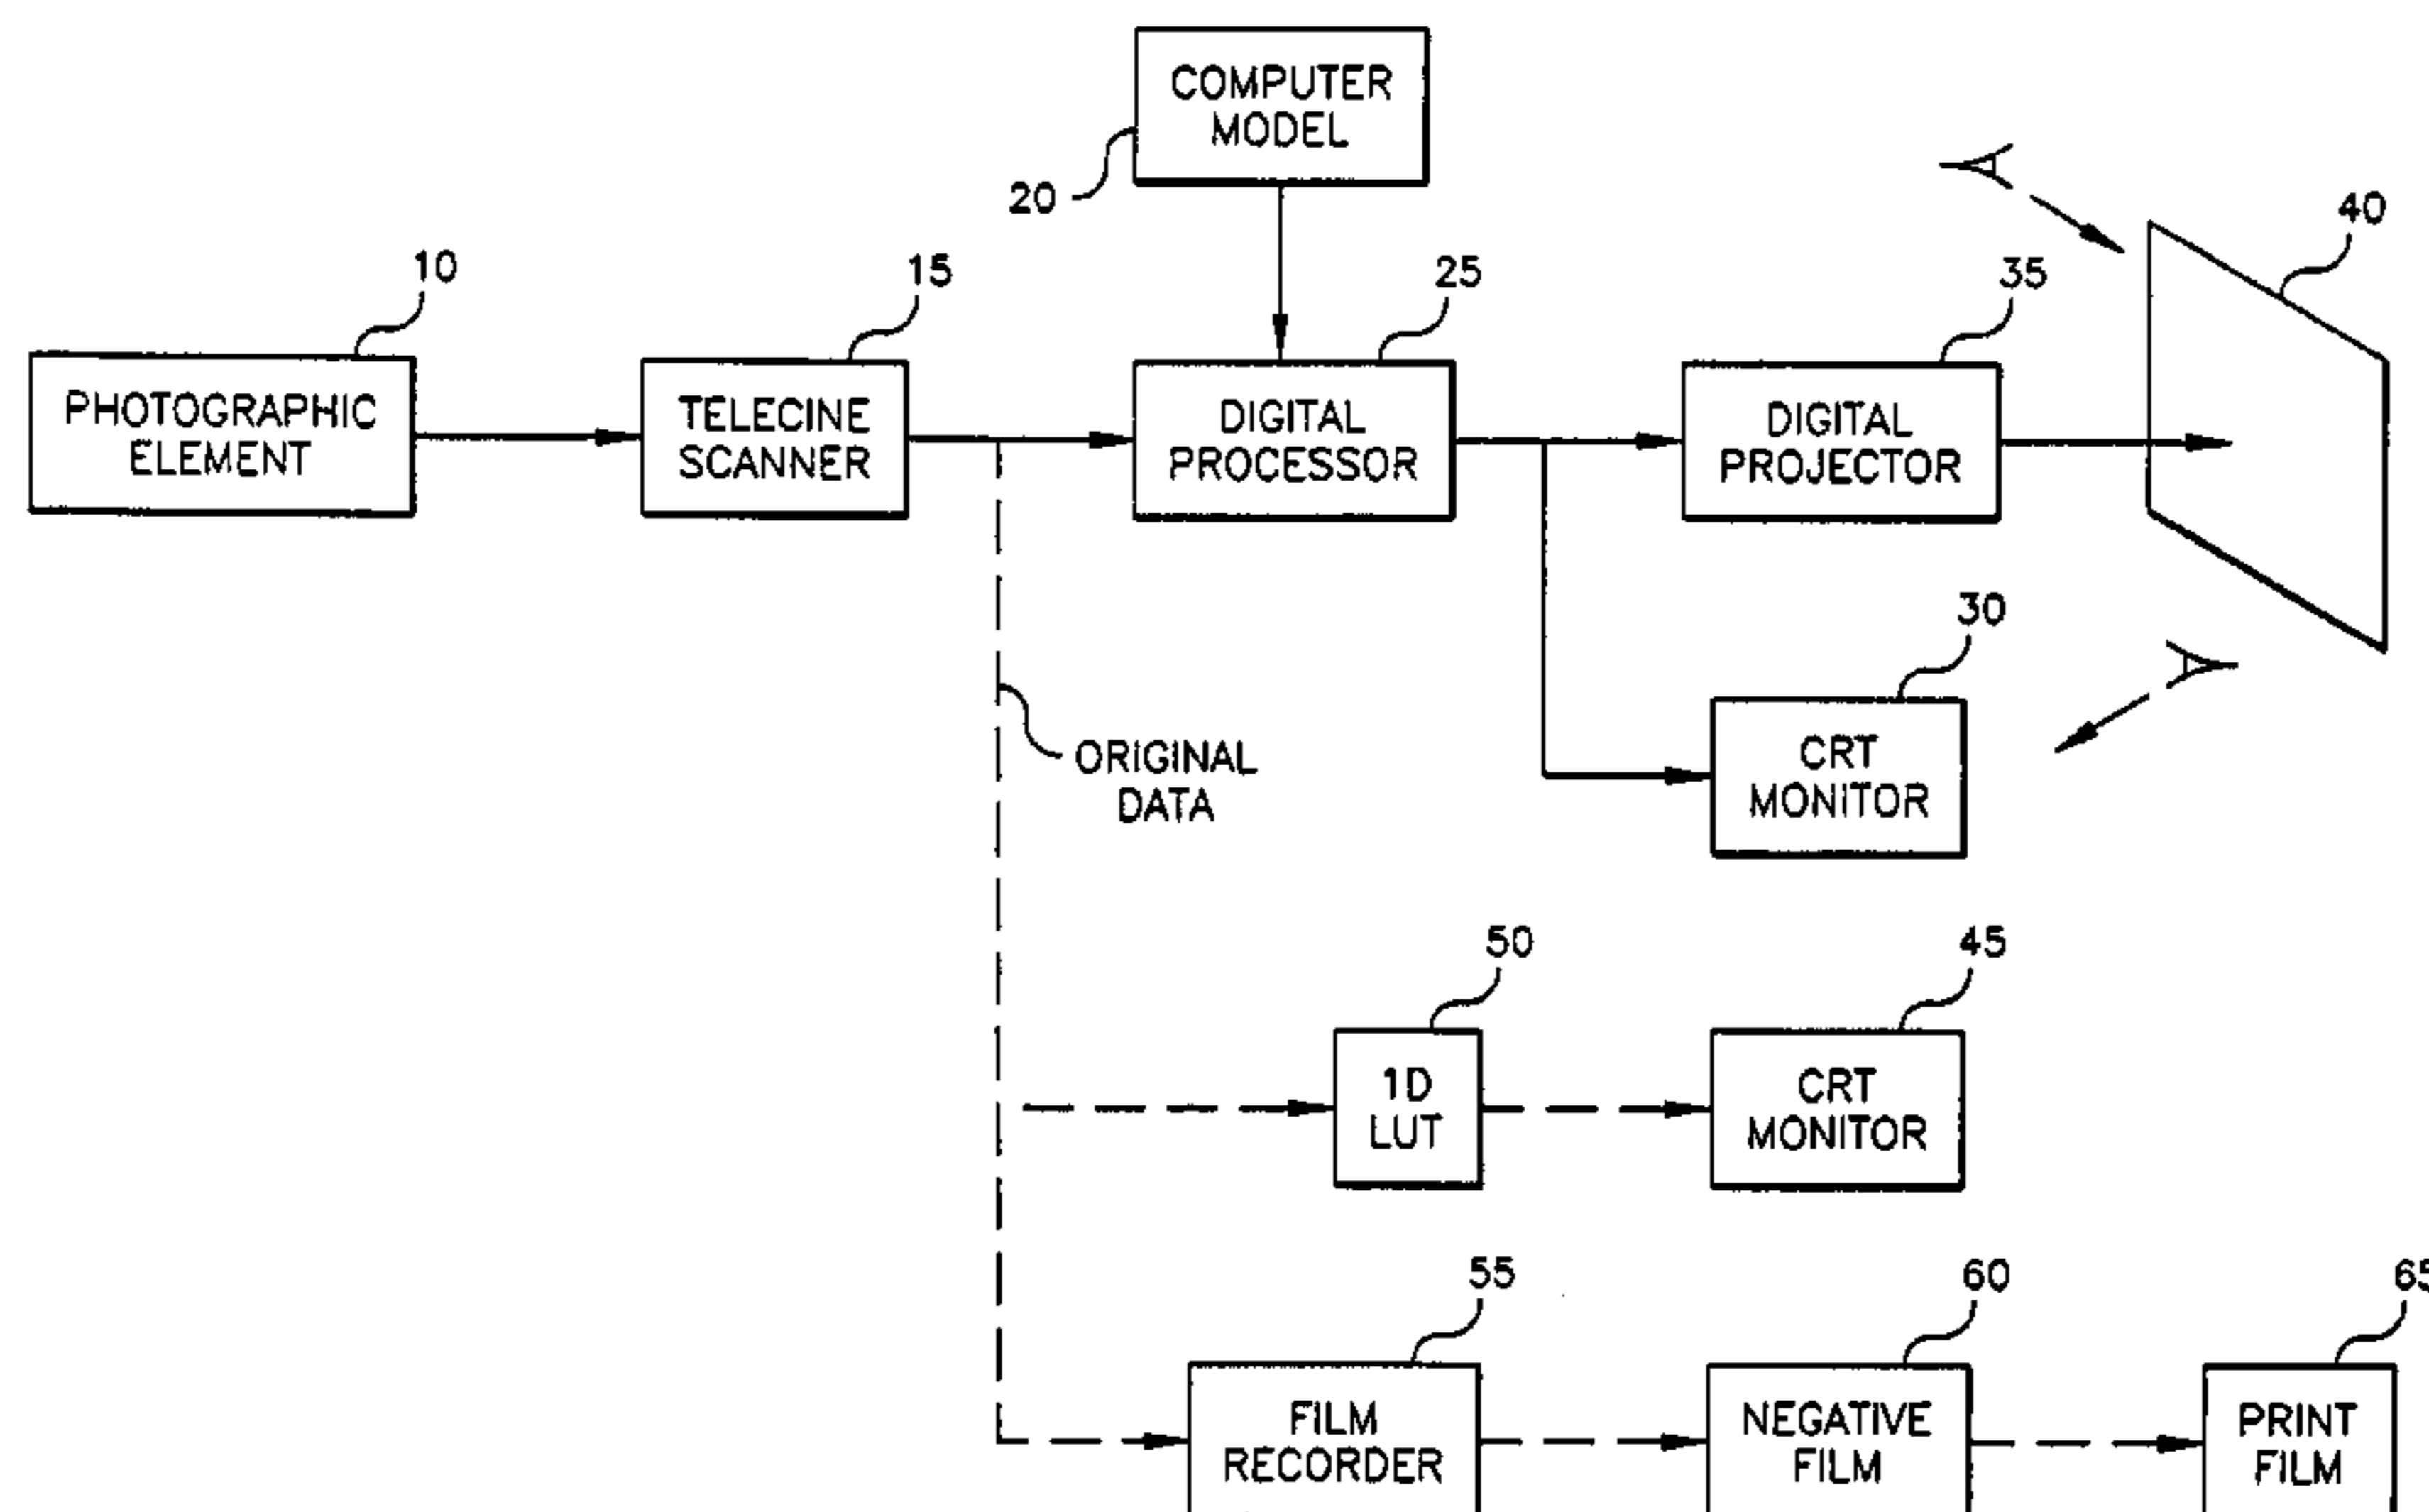 COMPUTER
MODEL
20
40
10
15
25
35
PHOTOGRAPHIC
ELEMENT
TELECINE
SCANNER
DIGITAL
PROCESSOR
DIGITAL
PROJECTOR
30
ORIGINAL
DATA
CRT
MONITOR
50
45
1D
LUT
CRT
MONITOR
55
60
65
FILM
RECORDER
NEGATIVE
FILM
PRINT
FILM